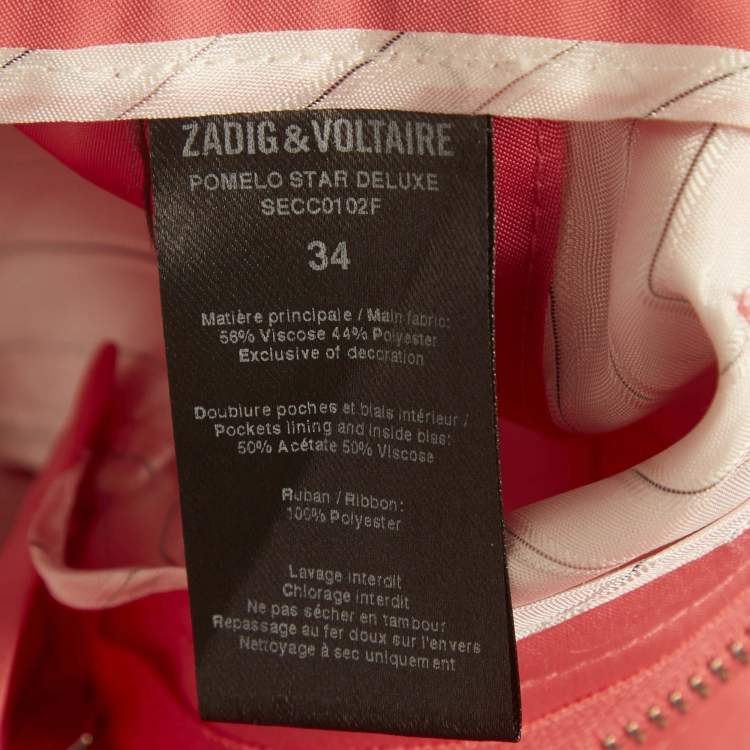 ZADIG & VOLTAIRE
POMELO STAR DELUXE
SECC0102F
34
Matière principale / Main fabric:
56% Viscose 44% Polyester
Exclusive of decoration
Doublure poches et biais intérieur /
Pockets lining and inside bias:
50% Acétate 50% Viscose
Ruban / Ribbon:
100% Polyester
Lavage interdit
Chlorage interdit
Ne pas sécher en tambour
Repassage au fer doux sur l'envers
Nettoyage à sec uniquement